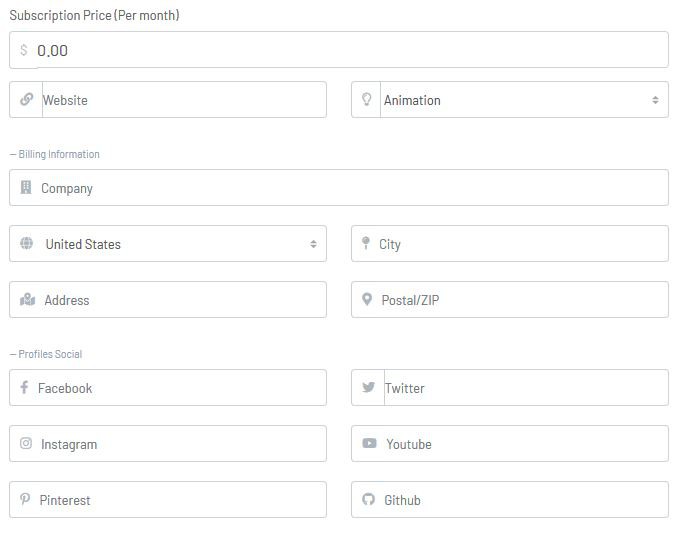 Subscription Price (Per month)
$ 0.00
Website
Animation
— Billing Information
Company
United States
City
Address
Postal/ZIP
— Profiles Social
Facebook
Twitter
Instagram
Youtube
Pinterest
Github